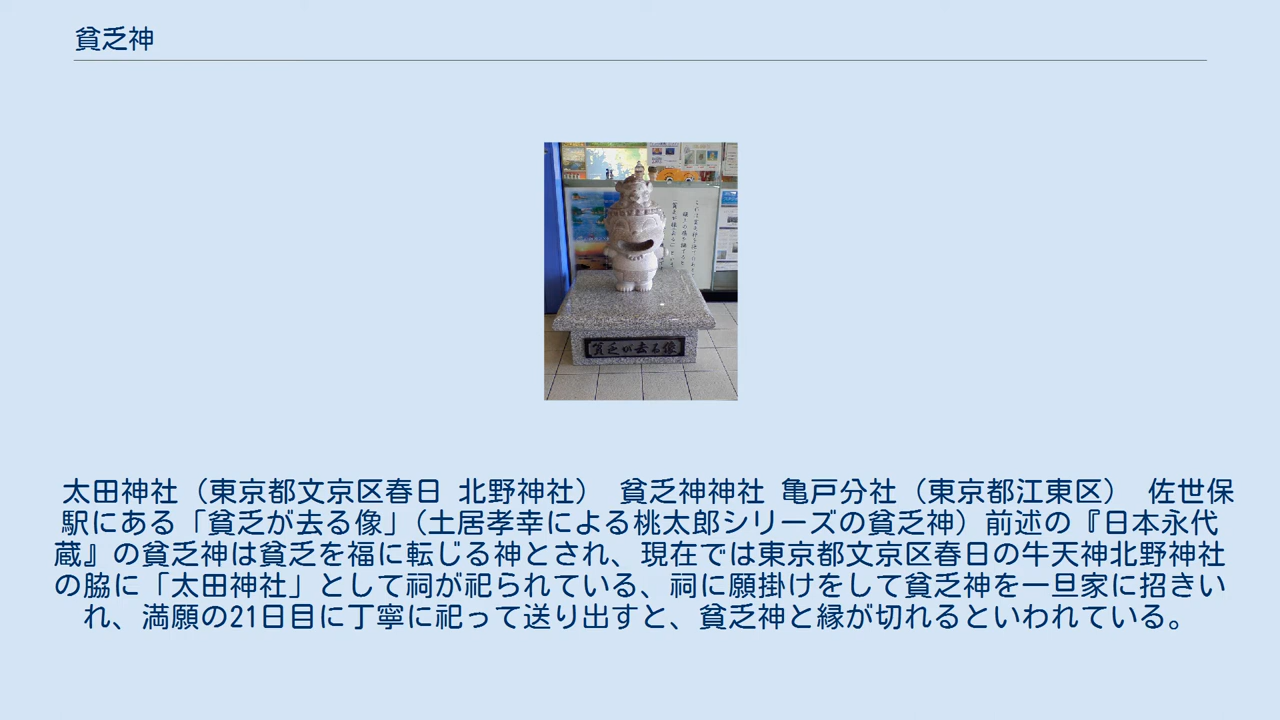 貧乏神
貧乏が去る像
太田神社（東京都文京区春日 北野神社） 貧乏神神社 亀戸分社（東京都江東区） 佐世保
駅にある「貧乏が去る像」（土居孝幸による桃太郎シリーズの貧乏神）前述の『日本永代
蔵』の貧乏神は貧乏を福に転じる神とされ、現在では東京都文京区春日の牛天神北野神社
の脇に「太田神社」として祠が祀られている、祠に願掛けをして貧乏神を一旦家に招きい
れ、満願の21日目に丁寧に祀って送り出すと、貧乏神と縁が切れるといわれている。